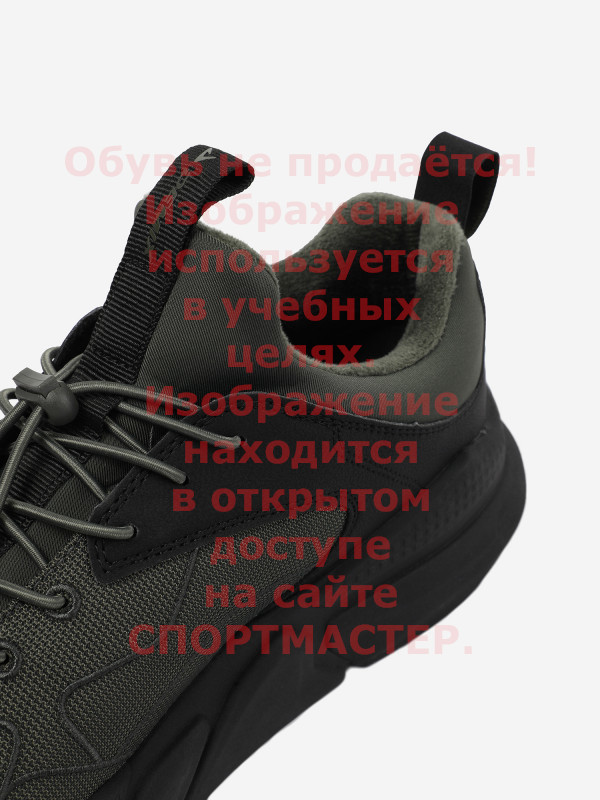 Обувь не продаётся!
Изображение
используется
в учебных
целях.
Изображение
находится
в открытом
доступе
на сайте
СПОРТМАСТЕР.